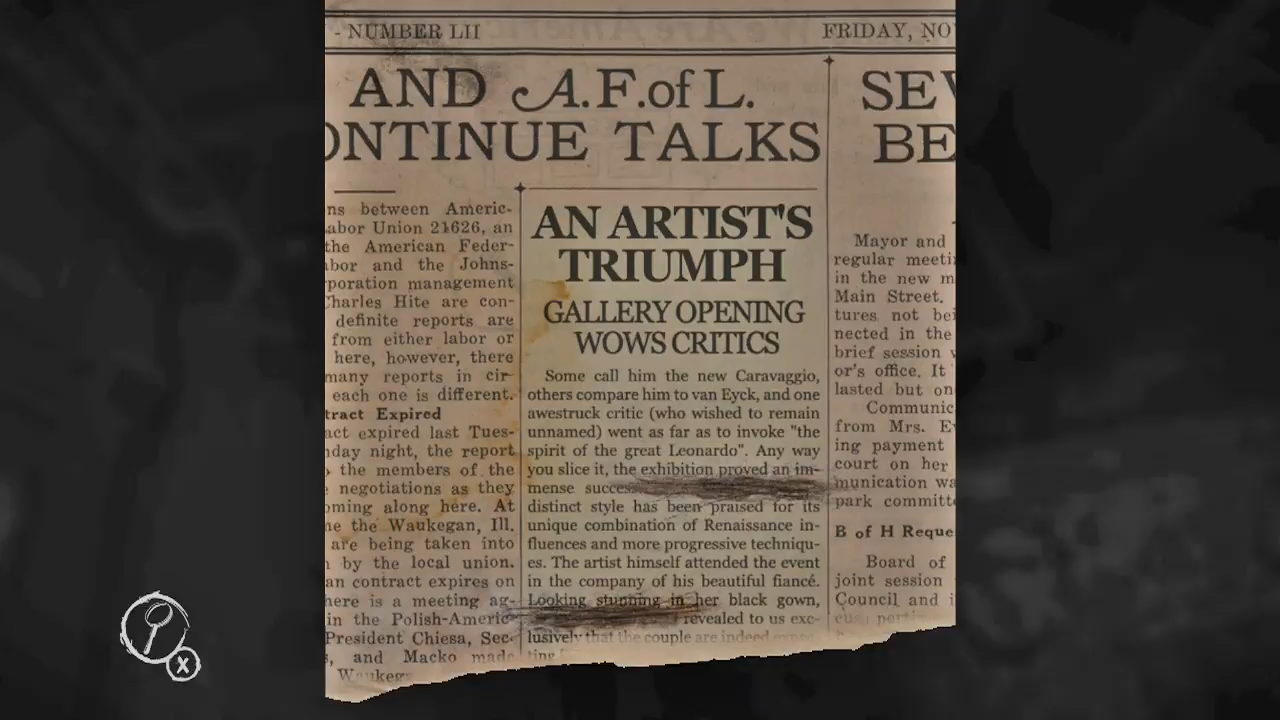 - NUMBER LII
FRIDAY, NO
AND A.F.of L.
ONTINUE TALKS
SEV
BE
ns between Americ-
abor Union 21626, an
the American Feder-
bor and the Johns-
poration management
Charles Hite are con-
definite reports are
from either labor or
here, however, there
many reports in cir-
each one is different.
tract Expired
act expired last Tues-
day night, the report
the members of the
negotiations as they
oming along here. At
e the Waukegan, Ill.
are being taken into
by the local union.
an contract expires on
here is a meeting ag-
in the Polish-Americ
President Chiesa, Sec-
s, and Macko made
Waukeg
AN ARTIST'S
TRIUMPH
GALLERY OPENING
WOWS CRITICS
Some call him the new Caravaggio,
others compare him to van Eyck, and one
awestruck critic (who wished to remain
unnamed) went as far as to invoke "the
spirit of the great Leonardo". Any way
you slice it, the exhibition proved an im-
mense success
distinct style has been praised for its
unique combination of Renaissance in-
fluences and more progressive techniqu-
es. The artist himself attended the event
in the company of his beautiful fiancé.
Looking stunning in her black gown,
revealed to us exc-
lusively that the couple are indeed expec-
ting
Mayor and
regular meeti
in the new m
Main Street.
tures not bei
nected in the
brief session
or's office. It
lasted but on
Communic
from Mrs. E
ing payment
court on her
munication wa
park committ
B of H Reque
Board of
joint session
Council and i
X